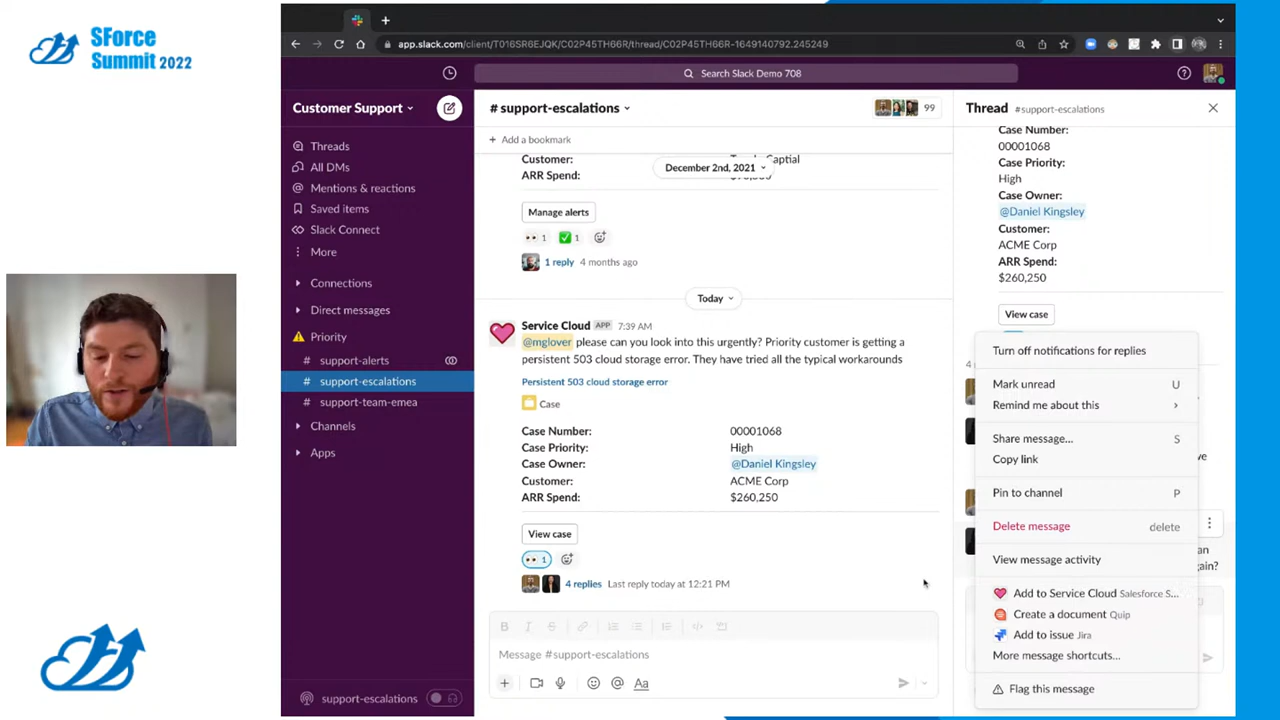 SForce
Summit 2022
app.slack.com/client/T016SR6EJQK/C02P45TH66R/thread/C02P45TH66R-1649140792.245249
Search Slack Demo 708
Customer Support
Threads
All DMs
Mentions & reactions
Saved items
Slack Connect
More
Connections
Direct messages
Priority
# support-alerts
# support-escalations
# support-team-emea
Channels
Apps
support-escalations
# support-escalations
99
+ Add a bookmark
Customer:
Captial
December 2nd, 2021
ARR Spend:
Manage alerts
1
1
1 reply 4 months ago
Today
Service Cloud APP 7:39 AM
@mglover please can you look into this urgently? Priority customer is getting a
persistent 503 cloud storage error. They have tried all the typical workarounds
Persistent 503 cloud storage error
Case
Case Number: 00001068
Case Priority: High
Case Owner: @Daniel Kingsley
Customer: ACME Corp
ARR Spend: $260,250
View case
1
4 replies Last reply today at 12:21 PM
Message #support-escalations
Aa
Thread #support-escalations
Case Number:
00001068
Case Priority:
High
Case Owner:
@Daniel Kingsley
Customer:
ACME Corp
ARR Spend:
$260,250
View case
Turn off notifications for replies
Mark unread U
Remind me about this
Share message... S
Copy link
Pin to channel P
Delete message delete
View message activity
Add to Service Cloud Salesforce S...
Create a document Quip
Add to issue Jira
More message shortcuts...
Flag this message